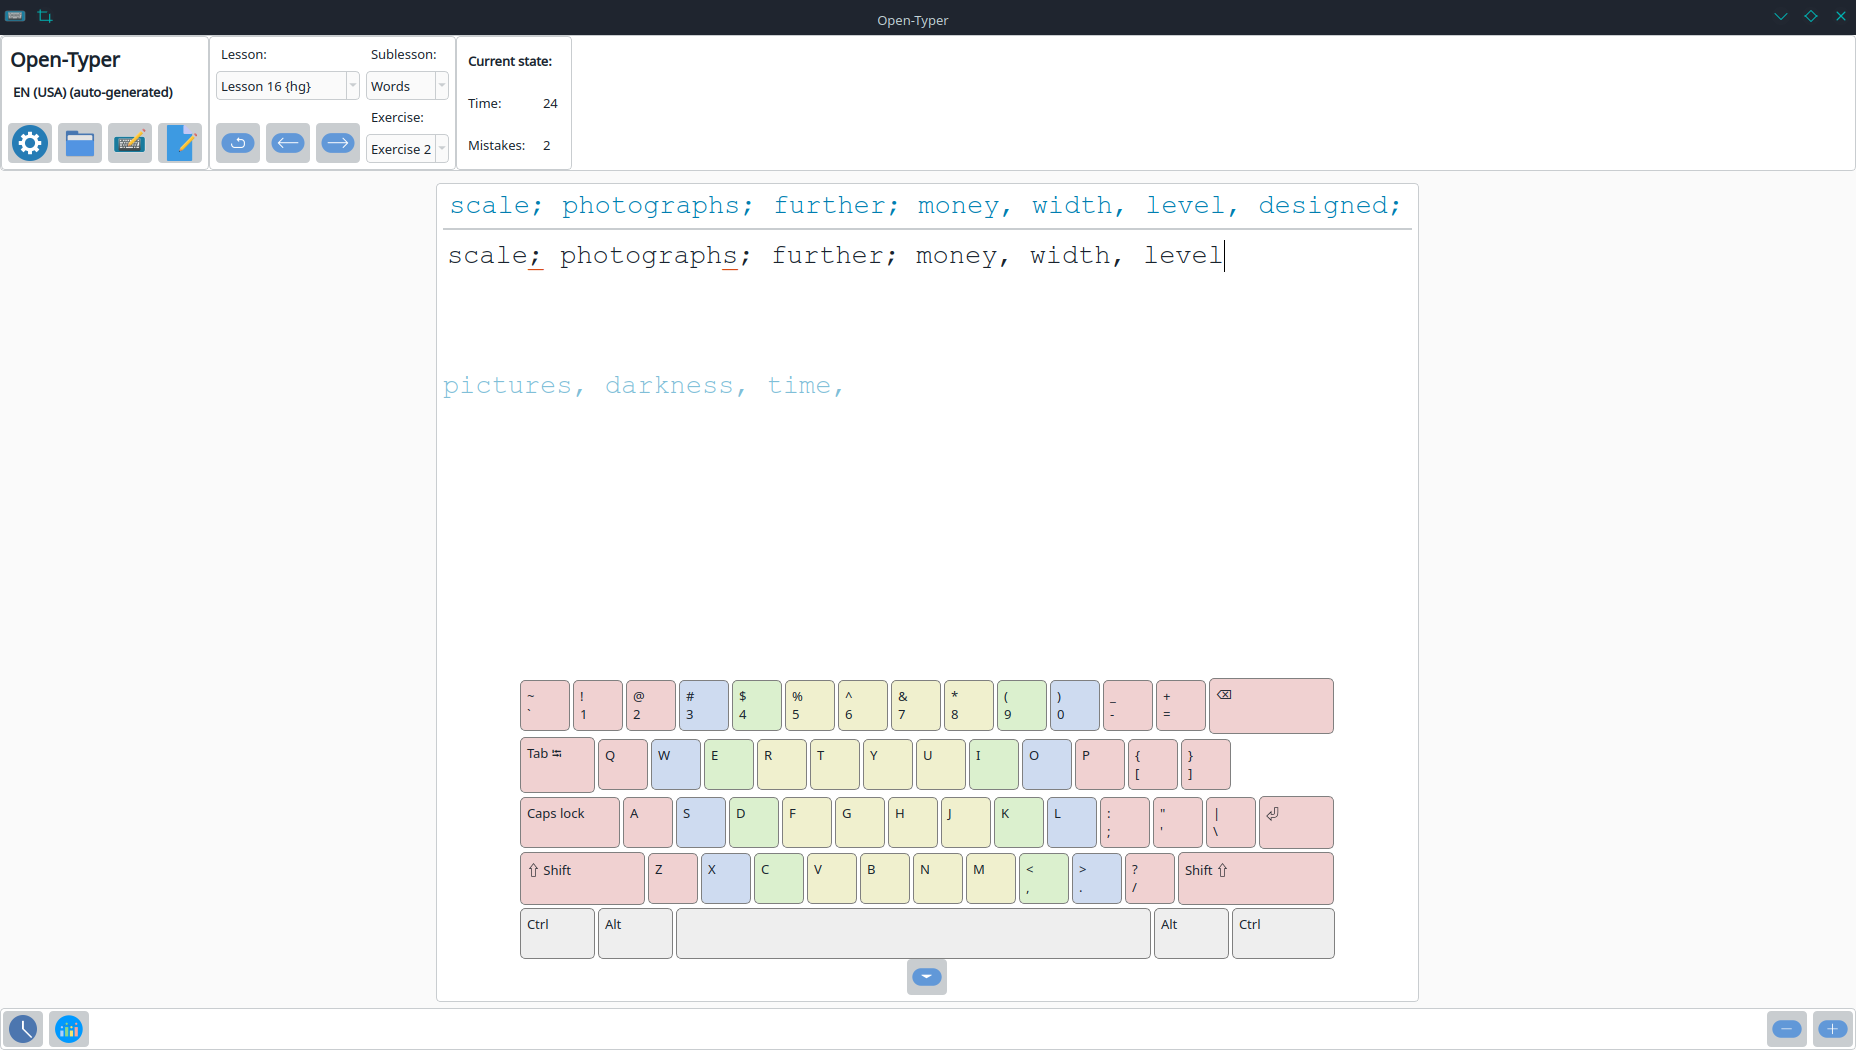 Open-Typer
Open-Typer
EN (USA) (auto-generated)
Lesson:
Lesson 16 {hg}
Sublesson:
Words
Exercise:
Exercise 2
Current state:
Time: 24
Mistakes: 2
scale; photographs; further; money, width, level, designed;
scale; photographs; further; money, width, level
pictures, darkness, time,
~ ! @ # $ % ^ & * ( ) _ + ⌫
` 1 2 3 4 5 6 7 8 9 0 - =
Tab ↹ Q W E R T Y U I O P { }
[ ]
Caps lock A S D F G H J K L : " | ⏎
; ' \
⇧ Shift Z X C V B N M < > ? Shift ⇧
, . /
Ctrl Alt Alt Ctrl